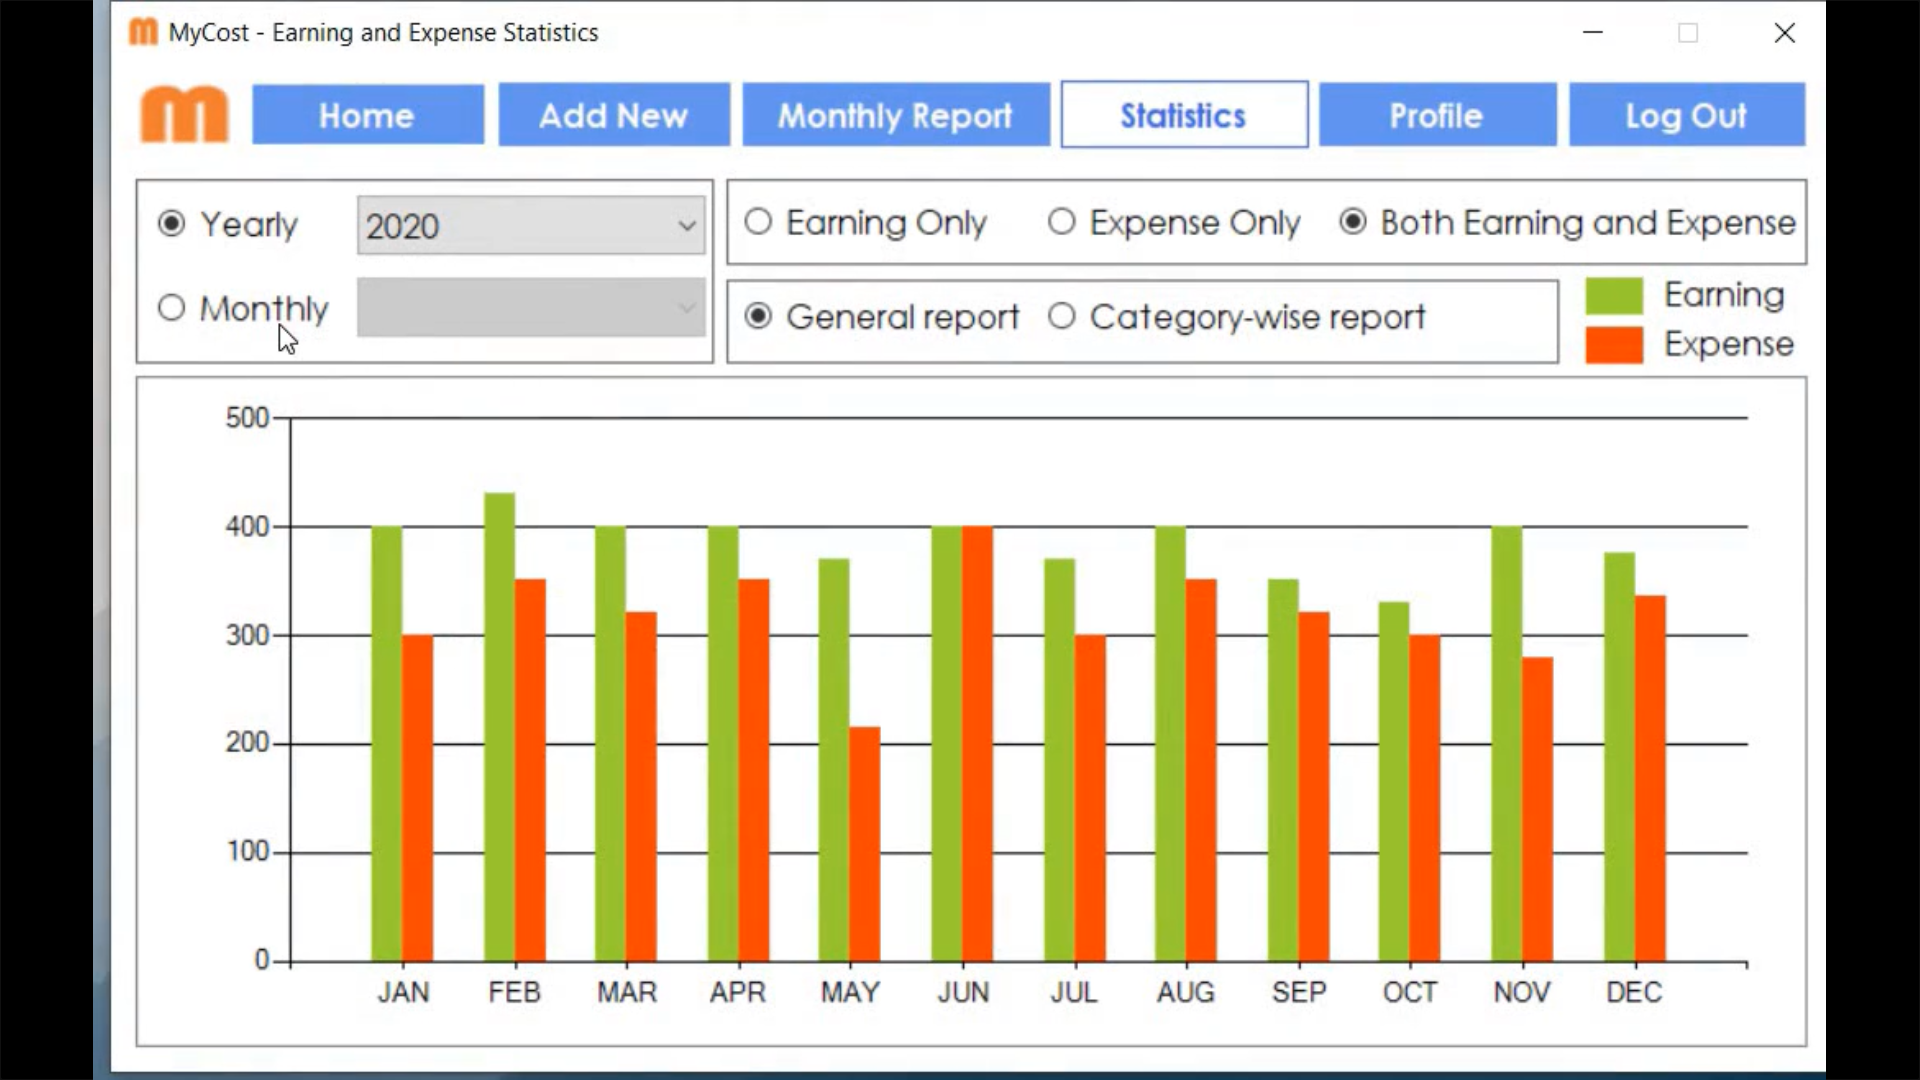 MyCost - Earning and Expense Statistics
m Home Add New Monthly Report Statistics Profile Log Out
Yearly 2020
Earning Only Expense Only Both Earning and Expense
Monthly
General report Category-wise report
Earning
Expense
500
400
300
200
100
0
JAN FEB MAR APR MAY JUN JUL AUG SEP OCT NOV DEC